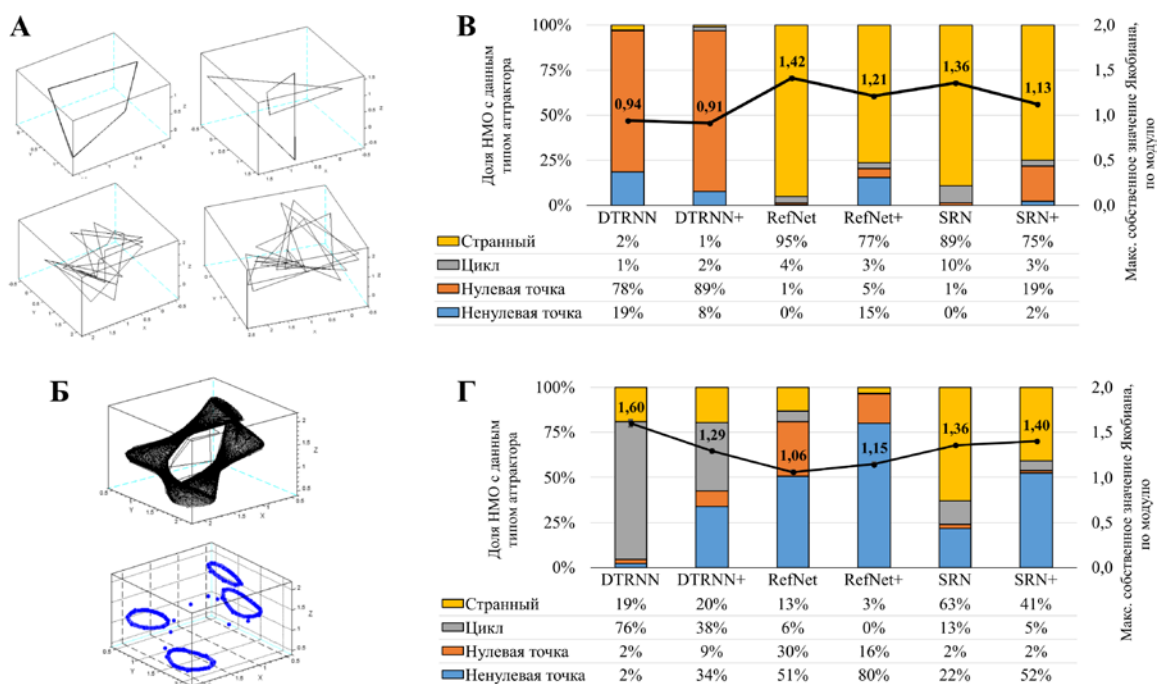 А
В
Доля НМО с данным
типом аттрактора
100%
75%
50%
25%
0%
0,94
0,91
1,42
1,21
1,36
1,13
2,0
1,5
1,0
0,5
0,0
Макс. собственное значение Якобиана,
по модулю
DTRNN DTRNN+ RefNet RefNet+ SRN SRN+
Странный 2% 1% 95% 77% 89% 75%
Цикл 1% 2% 4% 3% 10% 3%
Нулевая точка 78% 89% 1% 5% 1% 19%
Ненулевая точка 19% 8% 0% 15% 0% 2%
Б
Г
Доля НМО с данным
типом аттрактора
100%
75%
50%
25%
0%
1,60
1,29
1,06
1,15
1,36
1,40
2,0
1,5
1,0
0,5
0,0
Макс. собственное значение Якобиана,
по модулю
DTRNN DTRNN+ RefNet RefNet+ SRN SRN+
Странный 19% 20% 13% 3% 63% 41%
Цикл 76% 38% 6% 0% 13% 5%
Нулевая точка 2% 9% 30% 16% 2% 2%
Ненулевая точка 2% 34% 51% 80% 22% 52%